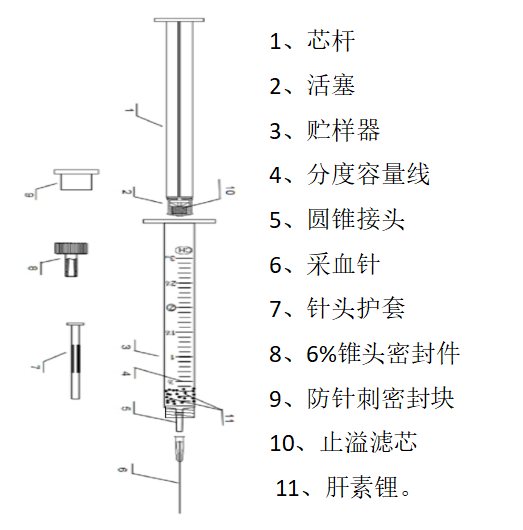 1、芯杆
2、活塞
3、贮样器
4、分度容量线
5、圆锥接头
6、采血针
7、针头护套
8、6%锥头密封件
9、防针刺密封块
10、止溢滤芯
11、肝素锂。
1
2
10
9
8
7
3
4
5
11
6